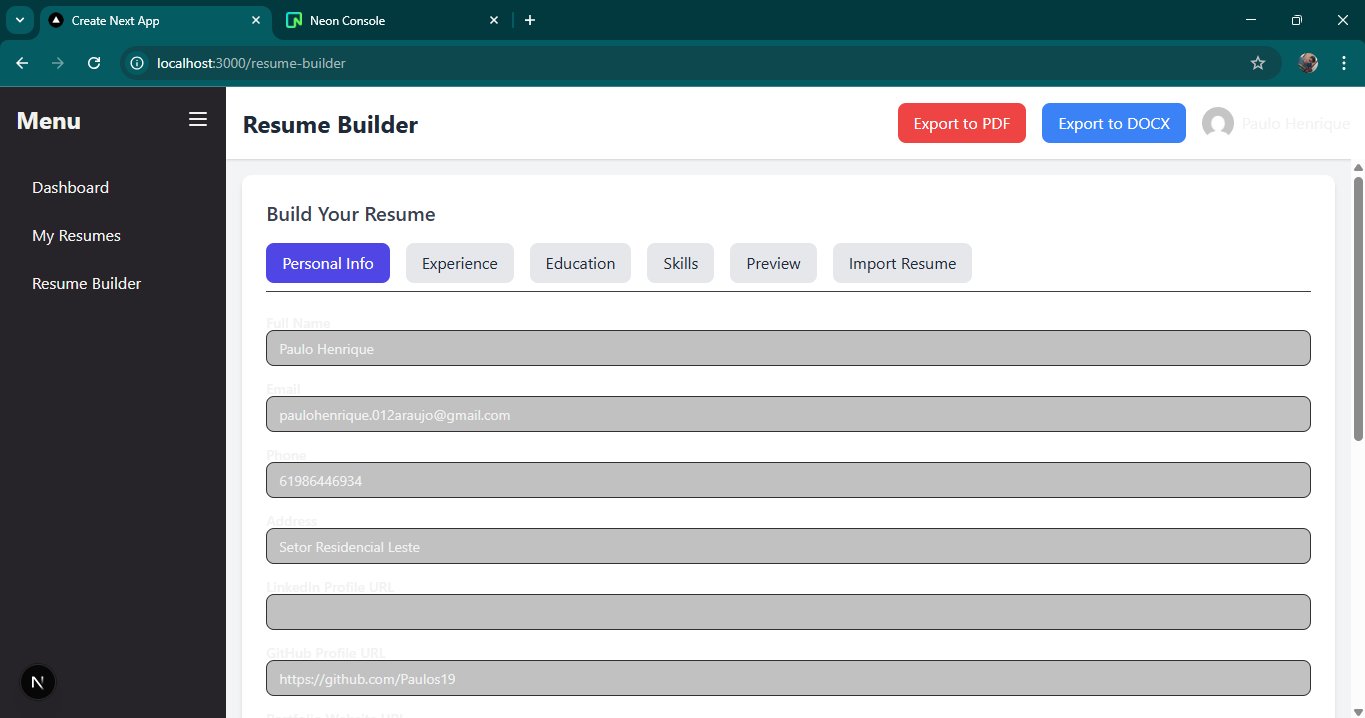 Create Next App
Neon Console
localhost:3000/resume-builder
Menu
Dashboard
My Resumes
Resume Builder
N
Resume Builder
Export to PDF
Export to DOCX
Paulo Henrique
Build Your Resume
Personal Info
Experience
Education
Skills
Preview
Import Resume
Full Name
Paulo Henrique
Email
paulohenrique.012araujo@gmail.com
Phone
61986446934
Address
Setor Residencial Leste
LinkedIn Profile URL
GitHub Profile URL
https://github.com/Paulos19
Portfolio Website URL